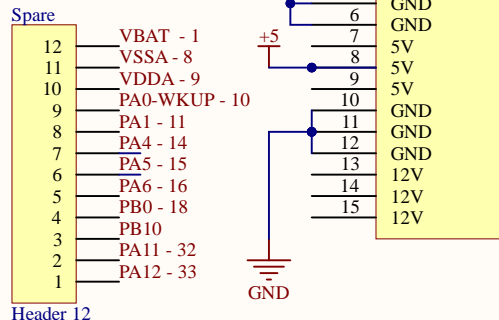 Spare
12 VBAT - 1
11 VSSA - 8
10 VDDA - 9
9 PA0-WKUP - 10
8 PA1 - 11
7 PA4 - 14
6 PA5 - 15
5 PA6 - 16
4 PB0 - 18
3 PB10
2 PA11 - 32
1 PA12 - 33
Header 12
+5
GND
GND
6 GND
7 5V
8 5V
9 5V
10 GND
11 GND
12 GND
13 12V
14 12V
15 12V